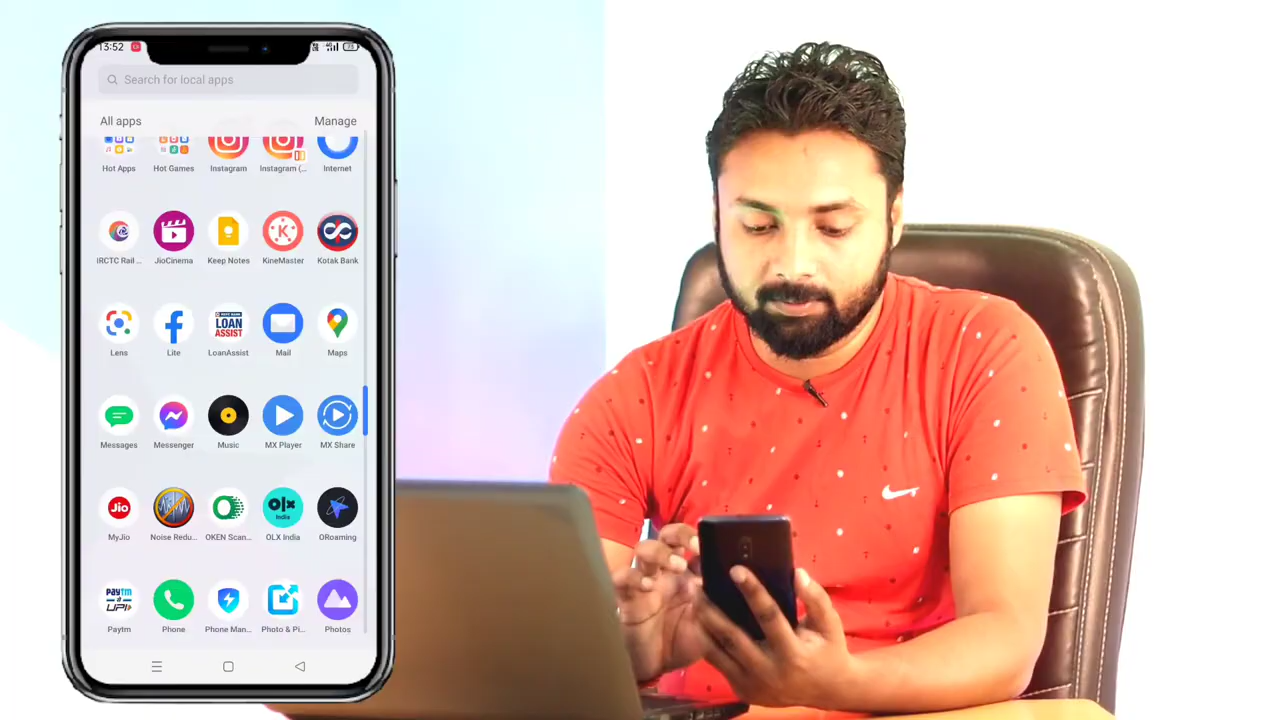 13:52
Search for local apps
All apps Manage
Hot Apps Hot Games Instagram Instagram (... Internet
IRCTC Rail ... JioCinema Keep Notes KineMaster Kotak Bank
LOAN
ASSIST
Lens Lite LoanAssist Mail Maps
Messages Messenger Music MX Player MX Share
Jio olx
India
MyJio Noise Redu... OKEN Scan... OLX India ORoaming
Paytm
UPI
Paytm Phone Phone Man... Photo & Pi... Photos